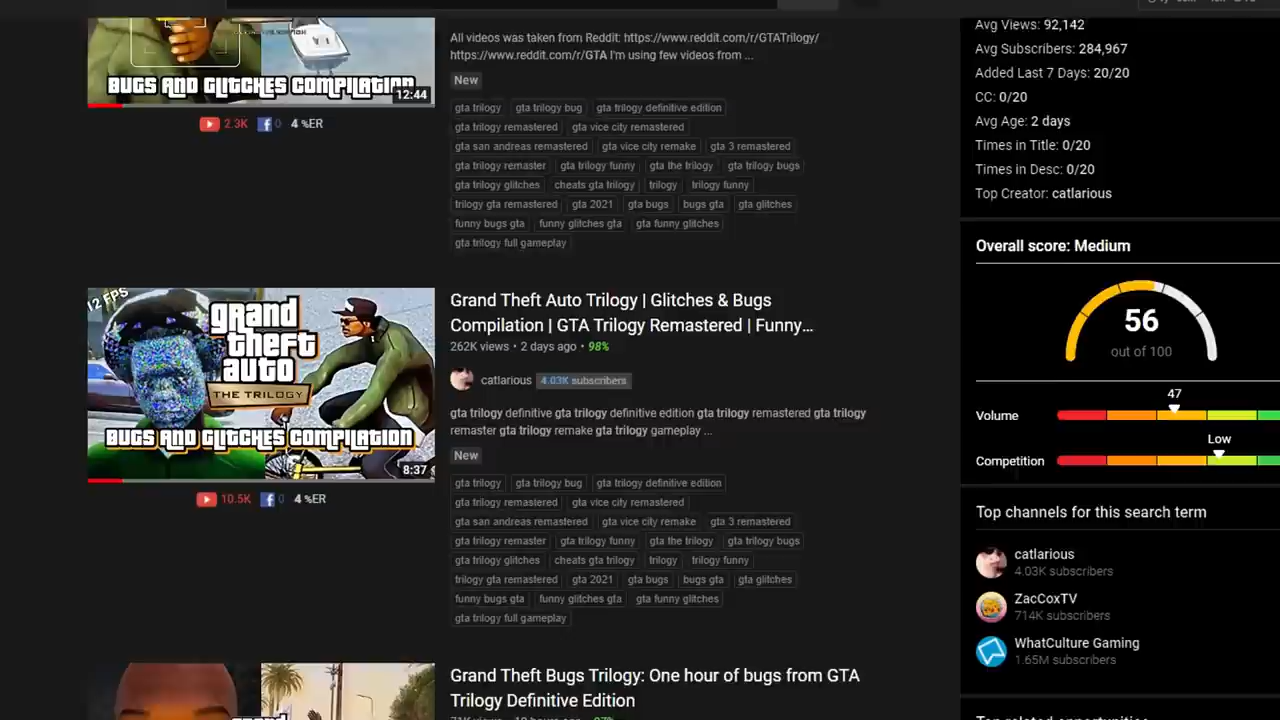 BUGS AND GLITCHES COMPILATION
12:44
2.3K 0 4 %ER
All videos was taken from Reddit: https://www.reddit.com/r/GTATrilogy/
https://www.reddit.com/r/GTA I'm using few videos from ...
New
gta trilogy gta trilogy bug gta trilogy definitive edition
gta trilogy remastered gta vice city remastered
gta san andreas remastered gta vice city remake gta 3 remastered
gta trilogy remaster gta trilogy funny gta the trilogy gta trilogy bugs
gta trilogy glitches cheats gta trilogy trilogy trilogy funny
trilogy gta remastered gta 2021 gta bugs bugs gta gta glitches
funny bugs gta funny glitches gta gta funny glitches
gta trilogy full gameplay
12 FPS
grand
theft
auto
THE TRILOGY
BUGS AND GLITCHES COMPILATION
8:37
10.5K 0 4 %ER
Grand Theft Auto Trilogy | Glitches & Bugs
Compilation | GTA Trilogy Remastered | Funny...
262K views • 2 days ago • 98%
catlarious 4.03K subscribers
gta trilogy definitive gta trilogy definitive edition gta trilogy remastered gta trilogy
remaster gta trilogy remake gta trilogy gameplay ...
New
gta trilogy gta trilogy bug gta trilogy definitive edition
gta trilogy remastered gta vice city remastered
gta san andreas remastered gta vice city remake gta 3 remastered
gta trilogy remaster gta trilogy funny gta the trilogy gta trilogy bugs
gta trilogy glitches cheats gta trilogy trilogy trilogy funny
trilogy gta remastered gta 2021 gta bugs bugs gta gta glitches
funny bugs gta funny glitches gta gta funny glitches
gta trilogy full gameplay
Grand Theft Bugs Trilogy: One hour of bugs from GTA
Trilogy Definitive Edition
Avg Views: 92,142
Avg Subscribers: 284,967
Added Last 7 Days: 20/20
CC: 0/20
Avg Age: 2 days
Times in Title: 0/20
Times in Desc: 0/20
Top Creator: catlarious
Overall score: Medium
56
out of 100
47
Volume
Low
Competition
Top channels for this search term
catlarious
4.03K subscribers
ZacCoxTV
714K subscribers
WhatCulture Gaming
1.65M subscribers